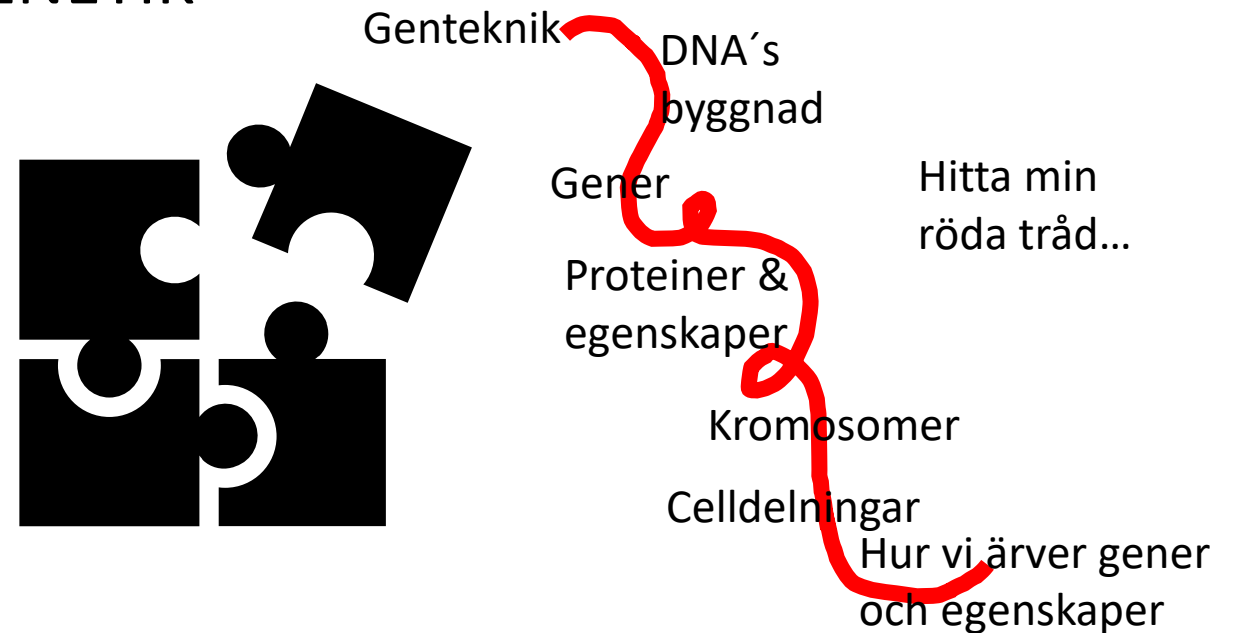 Genteknik
DNA´s
byggnad
Gener
Hitta min
röda tråd...
Proteiner &
egenskaper
Kromosomer
Celldelningar
Hur vi ärver gener
och egenskaper